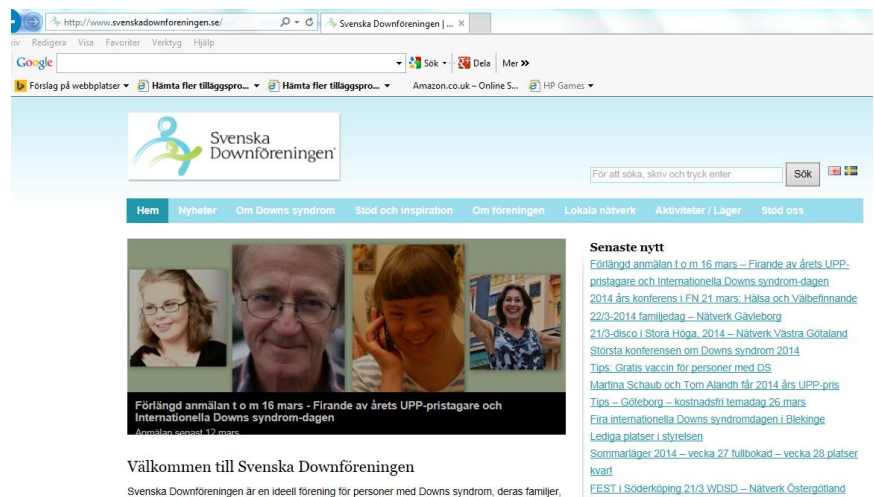 http://www.svenskadownforeningen.se/
Svenska Downföreningen | ...
Redigera Visa Favoriter Verktyg Hjälp
Google
Sök
Dela
Mer »
Förslag på webbplatser
Hämta fler tilläggspro...
Hämta fler tilläggspro...
Amazon.co.uk – Online S...
HP Games
Svenska
Downföreningen
För att söka, skriv och tryck enter
Sök
Hem Nyheter Om Downs syndrom Stöd och inspiration Om föreningen Lokala nätverk Aktiviteter / Läger Stöd oss
Förlängd anmälan t o m 16 mars - Firande av årets UPP-pristagare och
Internationella Downs syndrom-dagen
Anmälan senast 12 mars
Välkommen till Svenska Downföreningen
Svenska Downföreningen är en ideell förening för personer med Downs syndrom, deras familjer,
Senaste nytt
Förlängd anmälan t o m 16 mars – Firande av årets UPP-
pristagare och Internationella Downs syndrom-dagen
2014 års konferens i FN 21 mars: Hälsa och Välbefinnande
22/3-2014 familjedag – Nätverk Gävleborg
21/3-disco i Stora Höga, 2014 – Nätverk Västra Götaland
Största konferensen om Downs syndrom 2014
Tips: Gratis vaccin för personer med DS
Martina Schaub och Tom Alandh får 2014 års UPP-pris
Tips – Göteborg – kostnadsfri temadag 26 mars
Fira internationella Downs syndromdagen i Blekinge
Lediga platser i styrelsen
Sommarläger 2014 – vecka 27 fullbokad – vecka 28 platser
kvar!
FEST i Söderköping 21/3 WDSD – Nätverk Östergötland